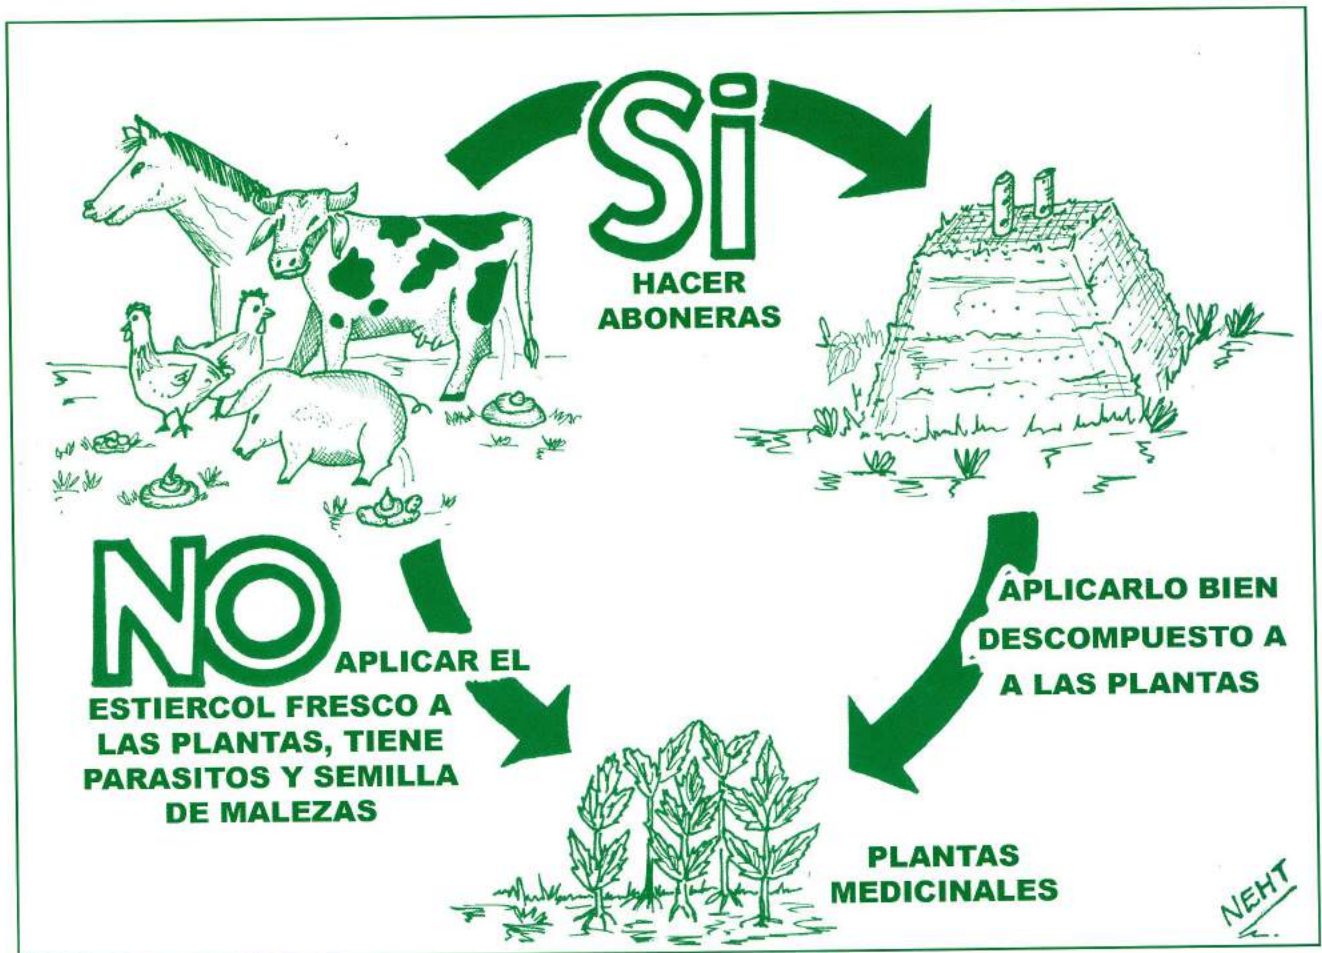 Si
HACER
ABONERAS
NO APLICAR EL
ESTIERCOL FRESCO A
LAS PLANTAS, TIENE
PARASITOS Y SEMILLA
DE MALEZAS
APLICARLO BIEN
DESCOMPUESTO A
A LAS PLANTAS
PLANTAS
MEDICINALES
NEHT